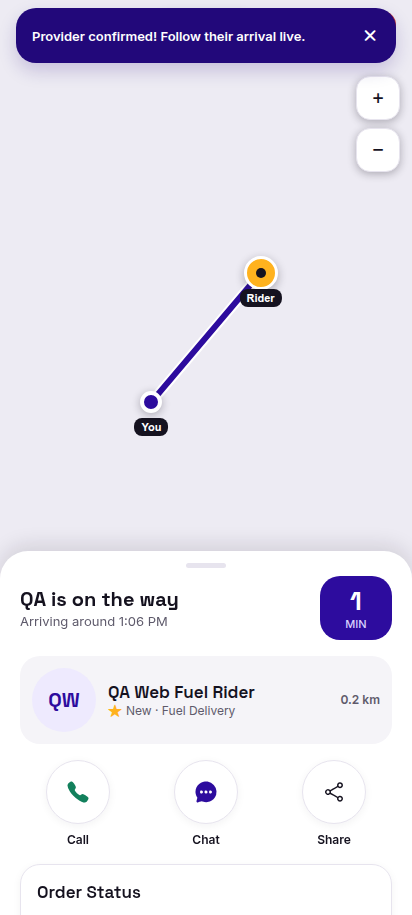 Provider confirmed! Follow their arrival live.
Rider
You
QA is on the way
Arriving around 1:06 PM
1
MIN
QW
QA Web Fuel Rider
New · Fuel Delivery
0.2 km
Call
Chat
Share
Order Status